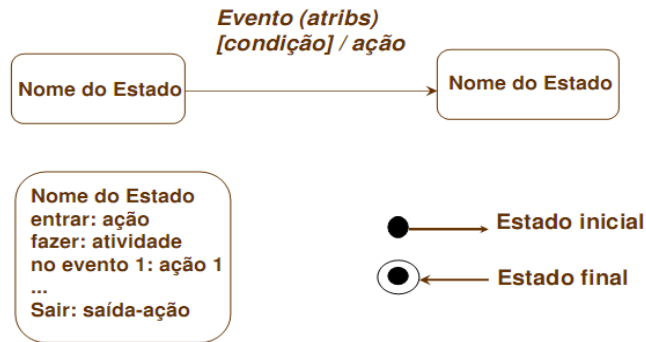 Evento (atribs)
[condição] / ação
Nome do Estado
Nome do Estado
Nome do Estado
entrar: ação
fazer: atividade
no evento 1: ação 1
...
Sair: saída-ação
Estado inicial
Estado final